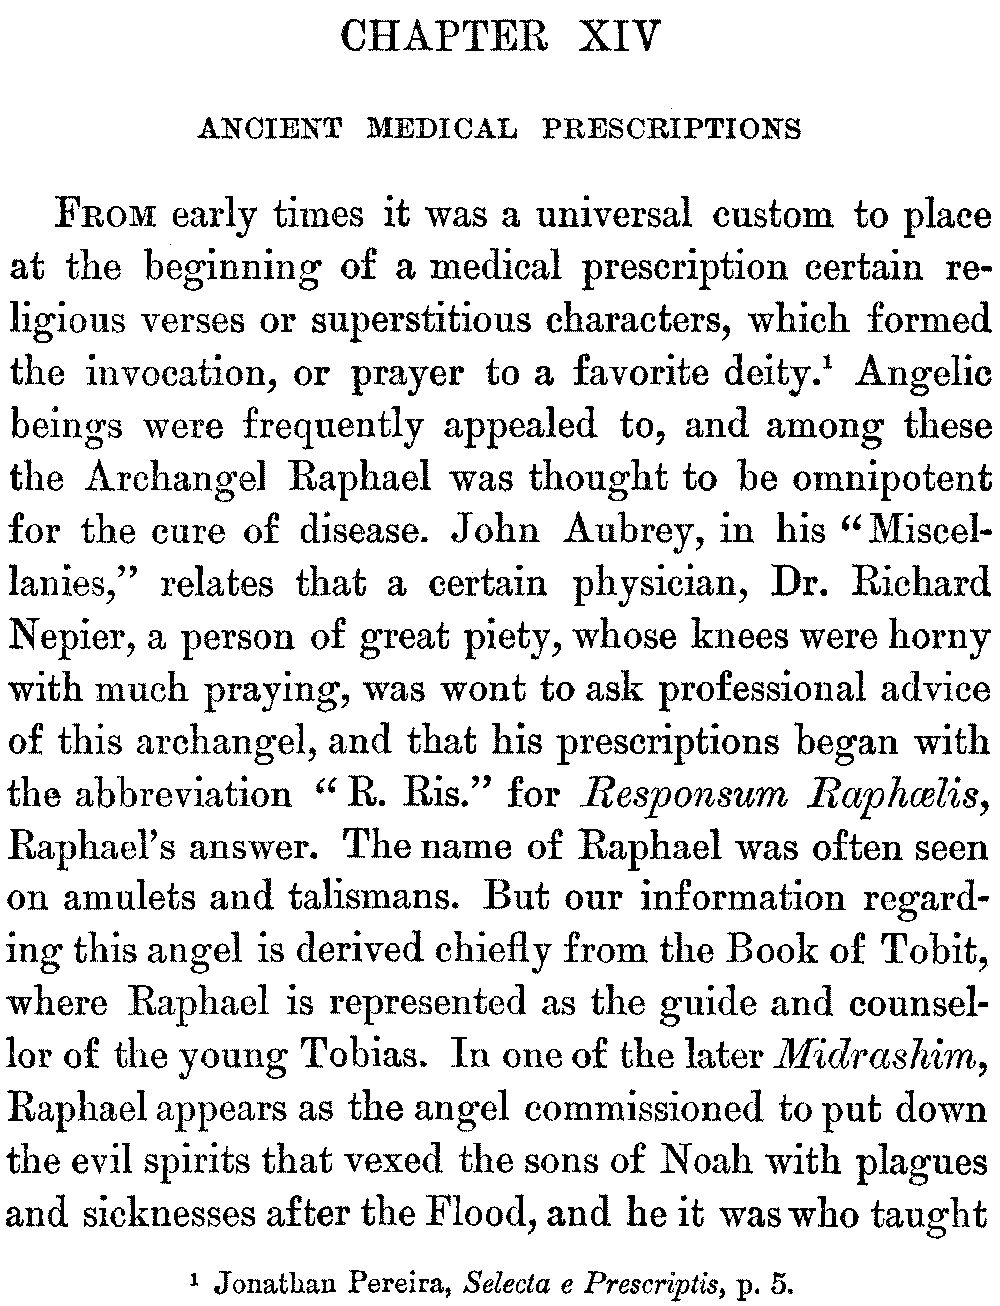 CHAPTER XIV
ANCIENT MEDICAL PRESCRIPTIONS
FROM early times it was a universal custom to place
at the beginning of a medical prescription certain re-
ligious verses or superstitious characters, which formed
the invocation, or prayer to a favorite deity.¹ Angelic
beings were frequently appealed to, and among these
the Archangel Raphael was thought to be omnipotent
for the cure of disease. John Aubrey, in his “Miscel-
lanies,” relates that a certain physician, Dr. Richard
Nepier, a person of great piety, whose knees were horny
with much praying, was wont to ask professional advice
of this archangel, and that his prescriptions began with
the abbreviation “R. Ris.” for Responsum Raphælis,
Raphael’s answer. The name of Raphael was often seen
on amulets and talismans. But our information regard-
ing this angel is derived chiefly from the Book of Tobit,
where Raphael is represented as the guide and counsel-
lor of the young Tobias. In one of the later Midrashim,
Raphael appears as the angel commissioned to put down
the evil spirits that vexed the sons of Noah with plagues
and sicknesses after the Flood, and he it was who taught
¹ Jonathan Pereira, Selecta e Prescriptis, p. 5.